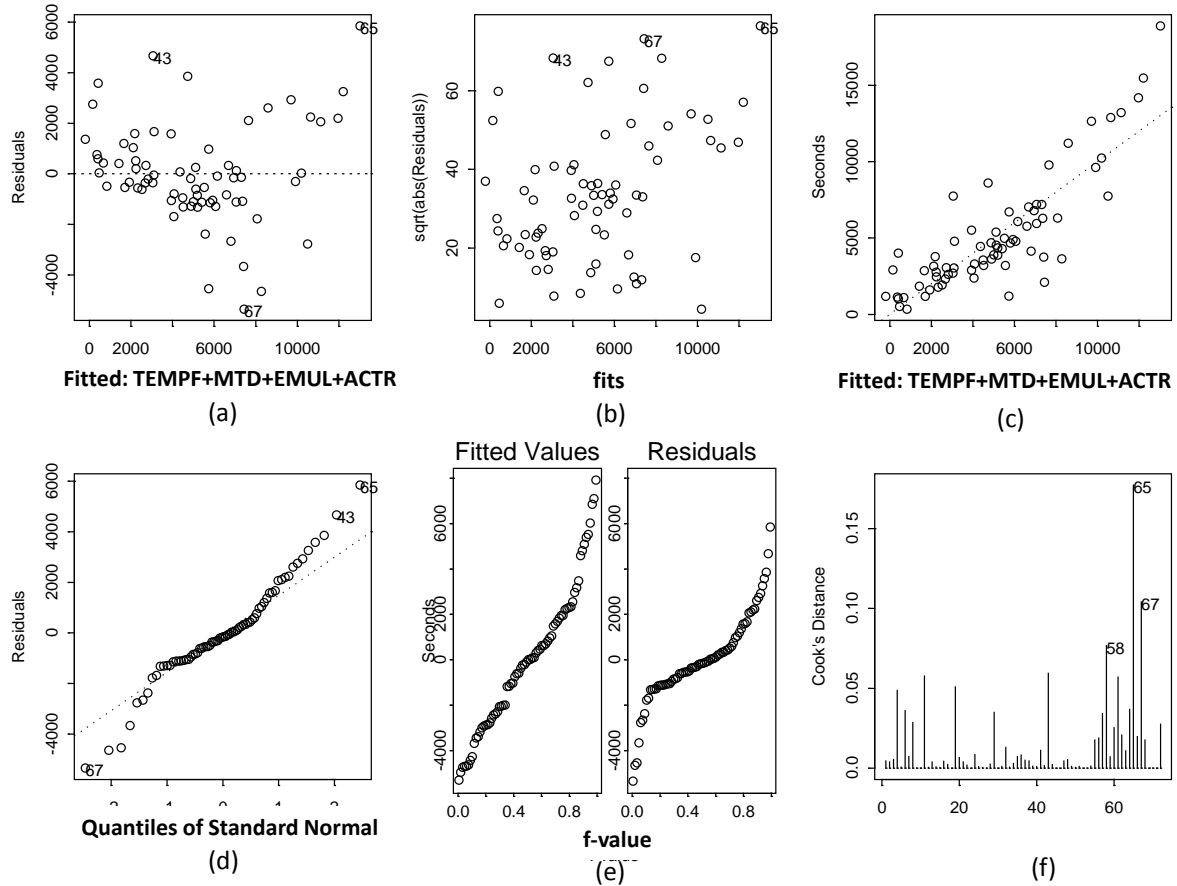 6000
4000
2000
0
-4000
Residuals
43
65
67
0 2000 6000 10000
Fitted: TEMPF+MTD+EMUL+ACTR
(a)
60
40
20
sqrt(abs(Residuals))
43
67
65
0 2000 6000 10000
fits
(b)
15000
10000
5000
0
Seconds
0 2000 6000 10000
Fitted: TEMPF+MTD+EMUL+ACTR
(c)
6000
4000
2000
0
-4000
Residuals
65
43
67
-2 -1 0 1 2
Quantiles of Standard Normal
(d)
Fitted Values Residuals
6000
2000
0
-4000
Seconds
0.0 0.4 0.8 0.0 0.4 0.8
f-value
(e)
0.15
0.10
0.05
0.0
Cook's Distance
65
67
58
0 20 40 60
(f)